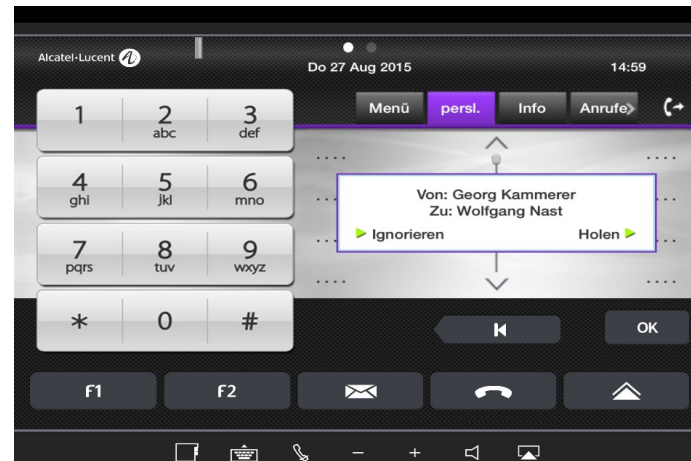 Alcatel·Lucent
Do 27 Aug 2015
14:59
Menü persl. Info Anrufe
1 2 3
abc def
4 5 6
ghi jkl mno
7 8 9
pqrs tuv wxyz
* 0 #
Von: Georg Kammerer
Zu: Wolfgang Nast
Ignorieren Holen
OK
F1 F2